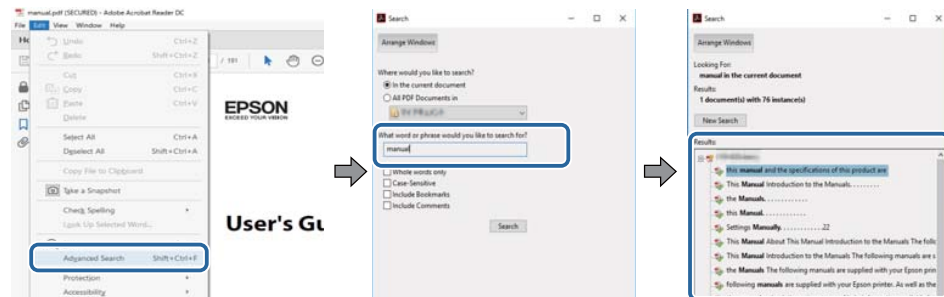 manual.pdf (SECURED) - Adobe Acrobat Reader DC
File Edit View Window Help
Undo Ctrl+Z
Redo Shift+Ctrl+Z
Cut Ctrl+X
Copy Ctrl+C
Paste Ctrl+V
Delete
Select All Ctrl+A
Deselect All Shift+Ctrl+A
Copy File to Clipboard
Take a Snapshot
Check Spelling
Look Up Selected Word...
Advanced Search Shift+Ctrl+F
Protection
Accessibility
/ 191
EPSON
EXCEED YOUR VISION
User's Gu
Search
Arrange Windows
Where would you like to search?
In the current document
All PDF Documents in
What word or phrase would you like to search for?
manual
Whole words only
Case-Sensitive
Include Bookmarks
Include Comments
Search
Search
Arrange Windows
Looking For:
manual in the current document
Results:
1 document(s) with 76 instance(s)
New Search
Results:
this manual and the specifications of this product are
This Manual Introduction to the Manuals.........
the Manuals.............
this Manual.............
Settings Manually.............22
This Manual About This Manual Introduction to the Manuals The follo
This Manual Introduction to the Manuals The following manuals are s
the Manuals The following manuals are supplied with your Epson prin
following manuals are supplied with your Epson printer. As well as the